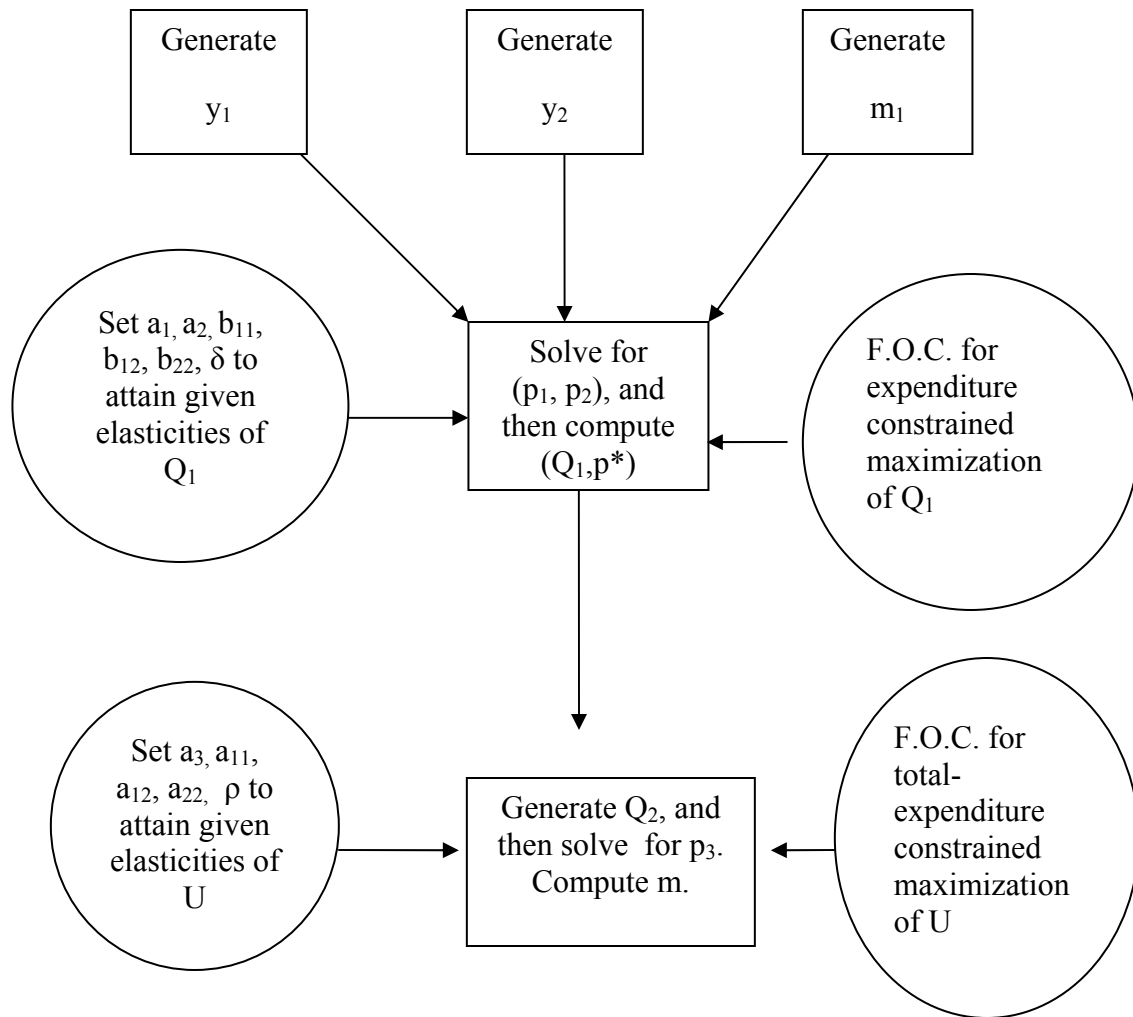 Generate
y₁
Generate
y₂
Generate
m₁
Set a₁, a₂, b₁₁,
b₁₂, b₂₂, δ to
attain given
elasticities of
Q₁
Solve for
(p₁, p₂), and
then compute
(Q₁,p*)
F.O.C. for
expenditure
constrained
maximization
of Q₁
Set a₃, a₁₁,
a₁₂, a₂₂, ρ to
attain given
elasticities of
U
Generate Q₂, and
then solve for p₃.
Compute m.
F.O.C. for
total-
expenditure
constrained
maximization
of U